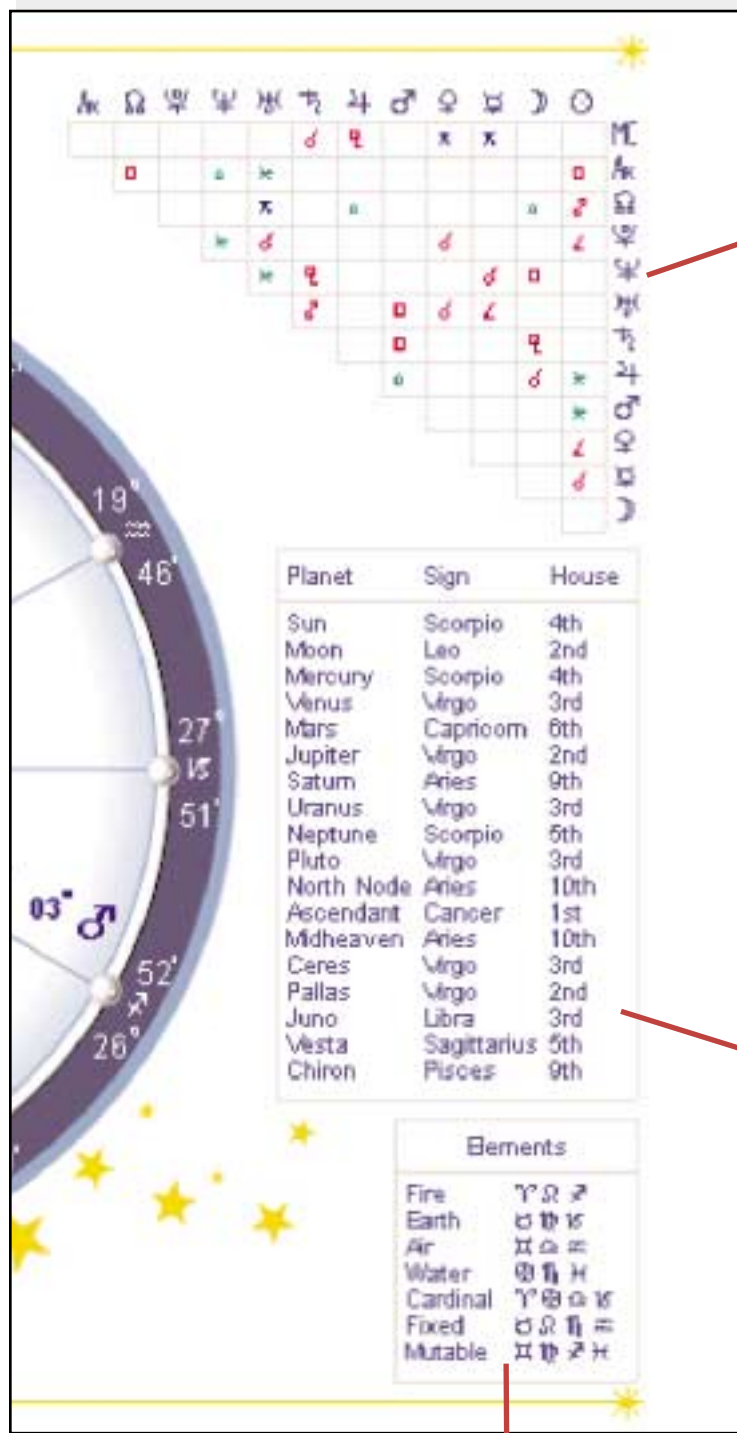 MC
19°
46'
27°
51'
03°
52'
26°
Planet Sign House
Sun Scorpio 4th
Moon Leo 2nd
Mercury Scorpio 4th
Venus Virgo 3rd
Mars Capricorn 6th
Jupiter Virgo 2nd
Saturn Aries 9th
Uranus Virgo 3rd
Neptune Scorpio 5th
Pluto Virgo 3rd
North Node Aries 10th
Ascendant Cancer 1st
Midheaven Aries 10th
Ceres Virgo 3rd
Pallas Virgo 2nd
Juno Libra 3rd
Vesta Sagittarius 5th
Chiron Pisces 9th
Elements
Fire ♈ ♌ ♐
Earth ♉ ♍ ♑
Air ♊ ♎ ♒
Water ♋ ♏ ♓
Cardinal ♈ ♋ ♎ ♑
Fixed ♉ ♌ ♏ ♒
Mutable ♊ ♍ ♐ ♓